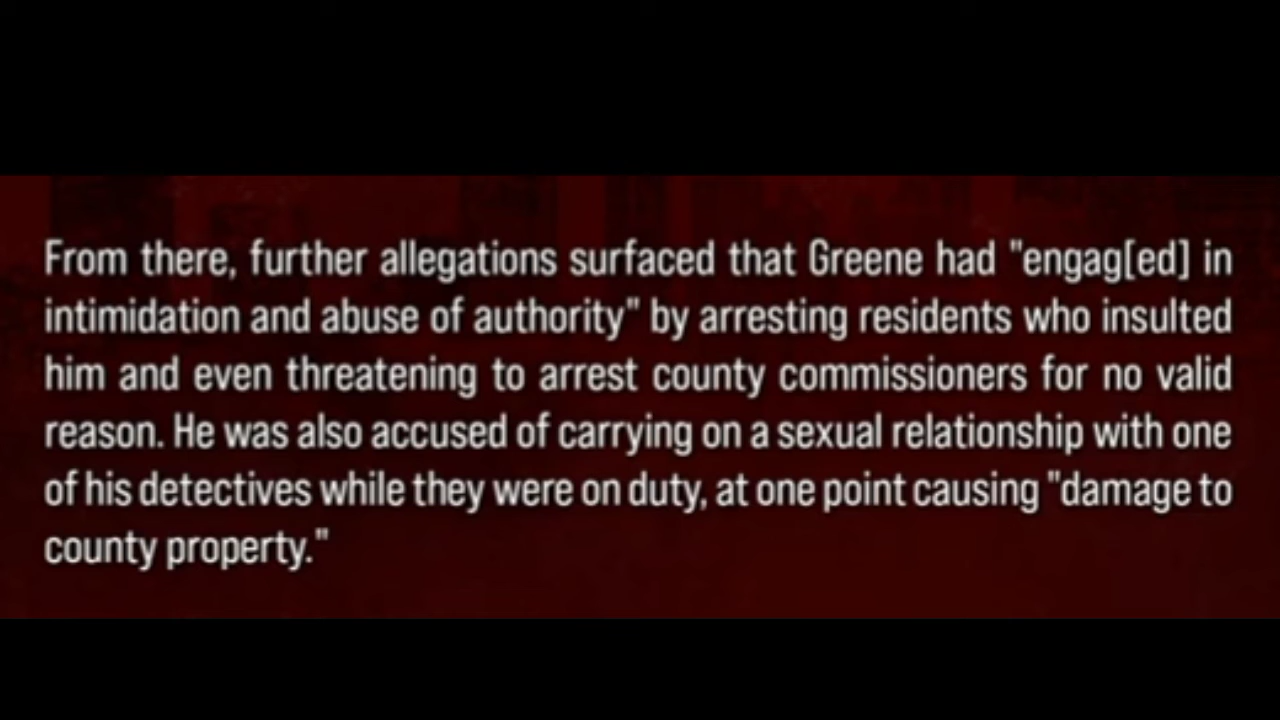 From there, further allegations surfaced that Greene had "engag[ed] in
intimidation and abuse of authority" by arresting residents who insulted
him and even threatening to arrest county commissioners for no valid
reason. He was also accused of carrying on a sexual relationship with one
of his detectives while they were on duty, at one point causing "damage to
county property."